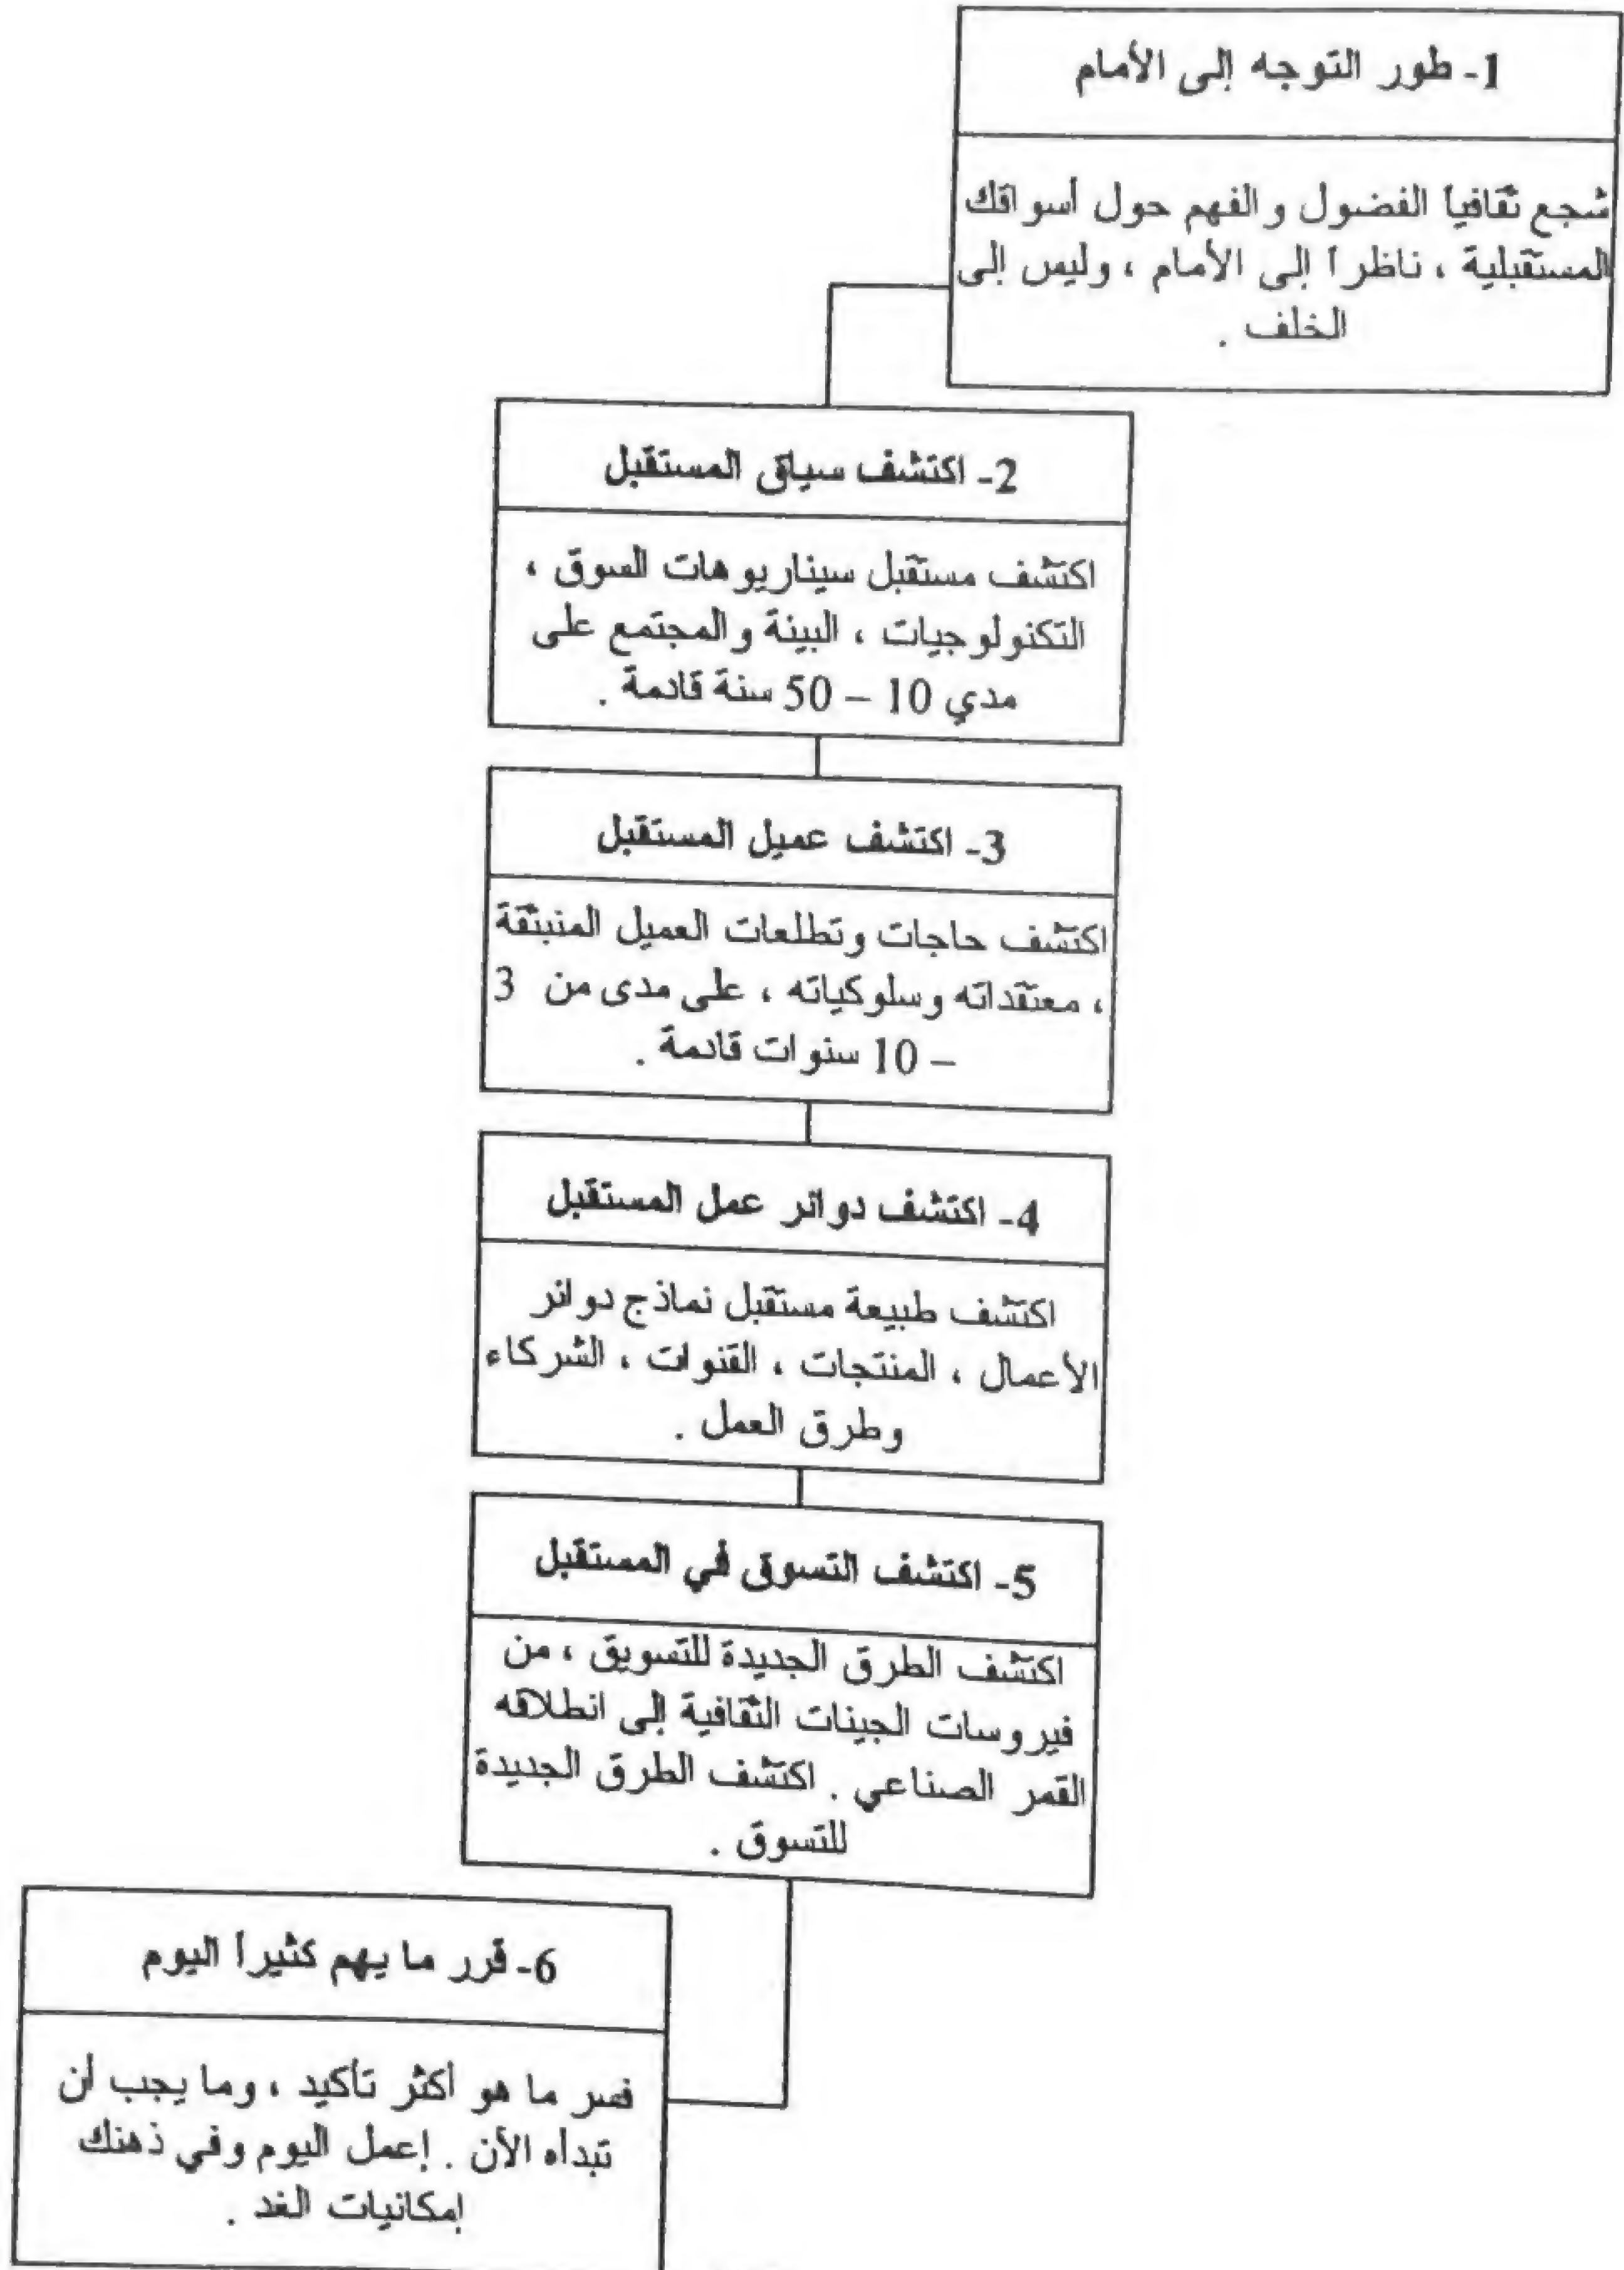 1- طور التوجه إلى الأمام
شجع ثقافياً الفضول والفهم حول أسواقك
المستقبلية ، ناظراً إلى الأمام ، وليس إلى
الخلف .
2- اكتشف سياق المستقبل
اكتشف مستقبل سيناريوهات السوق ،
التكنولوجيات ، البيئة والمجتمع على
مدي 10 – 50 سنة قادمة .
3- اكتشف عميل المستقبل
اكتشف حاجات وتطلعات العميل المنبثقة
، معتقداته وسلوكياته ، على مدى من 3
– 10 سنوات قادمة .
4- اكتشف دوائر عمل المستقبل
اكتشف طبيعة مستقبل نماذج دوائر
الأعمال ، المنتجات ، القنوات ، الشركاء
وطرق العمل .
5- اكتشف التسوق في المستقبل
اكتشف الطرق الجديدة للتسويق ، من
فيروسات الجينات الثقافية إلى انطلاقه
القمر الصناعي . اكتشف الطرق الجديدة
للتسوق .
6- قرر ما يهم كثيراً اليوم
فسر ما هو أكثر تأكيد ، وما يجب أن
تبدأه الأن . إعمل اليوم وفي ذهنك
إمكانيات الغد .